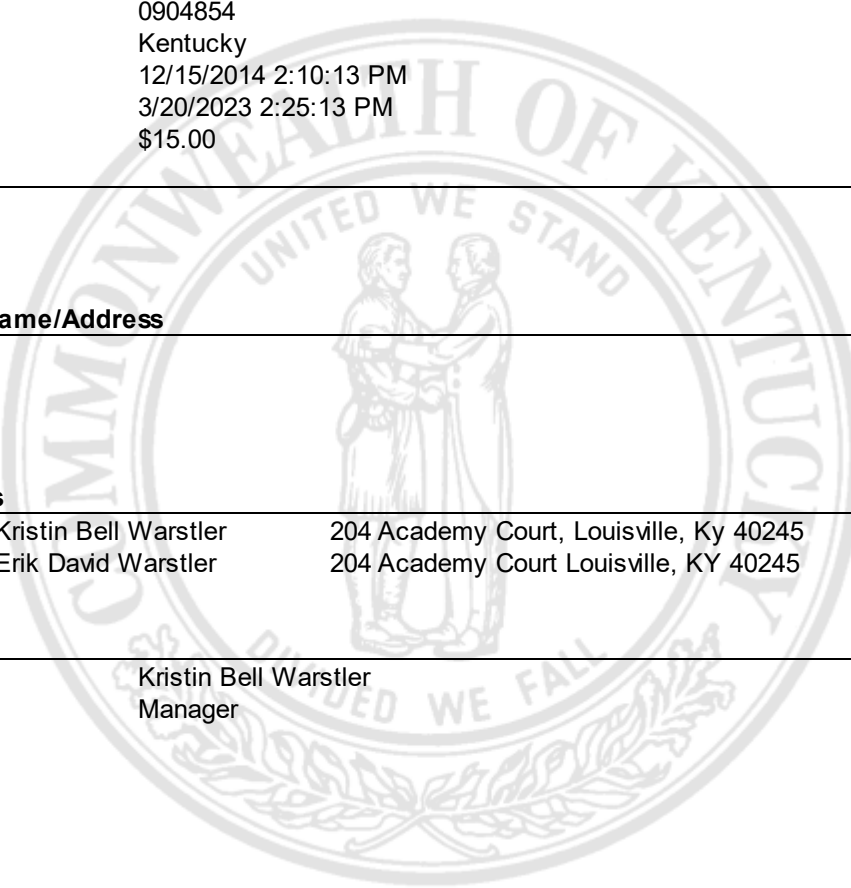 0904854
Kentucky
12/15/2014 2:10:13 PM
3/20/2023 2:25:13 PM
$15.00
COMMONWEALTH OF KENTUCKY
UNITED WE STAND
ame/Address
s
Kristin Bell Warstler 204 Academy Court, Louisville, Ky 40245
Erik David Warstler 204 Academy Court Louisville, KY 40245
DIVIDED WE FALL
Kristin Bell Warstler
Manager